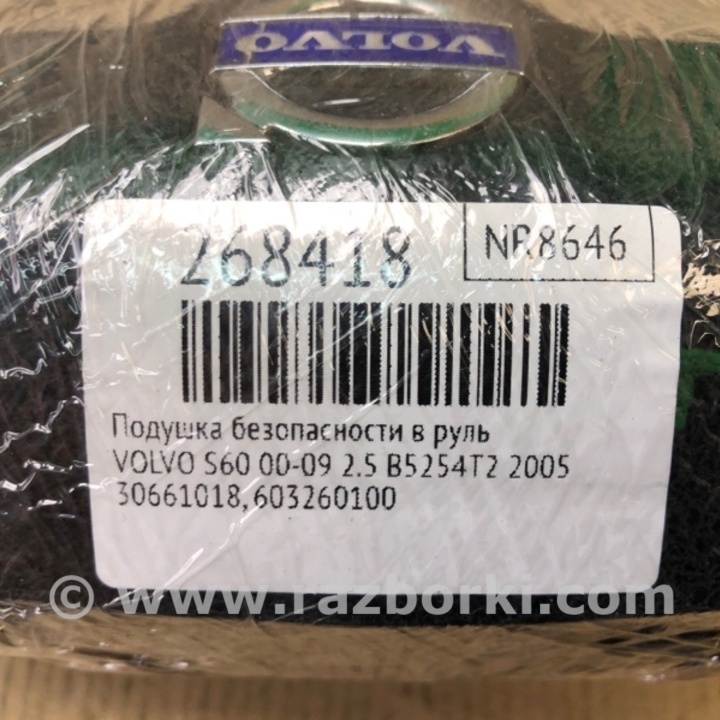 VOLVO
268418
NR8646
Подушка безопасности в руль
VOLVO S60 00-09 2.5 B5254T2 2005
30661018,603260100
© www.razborki.com